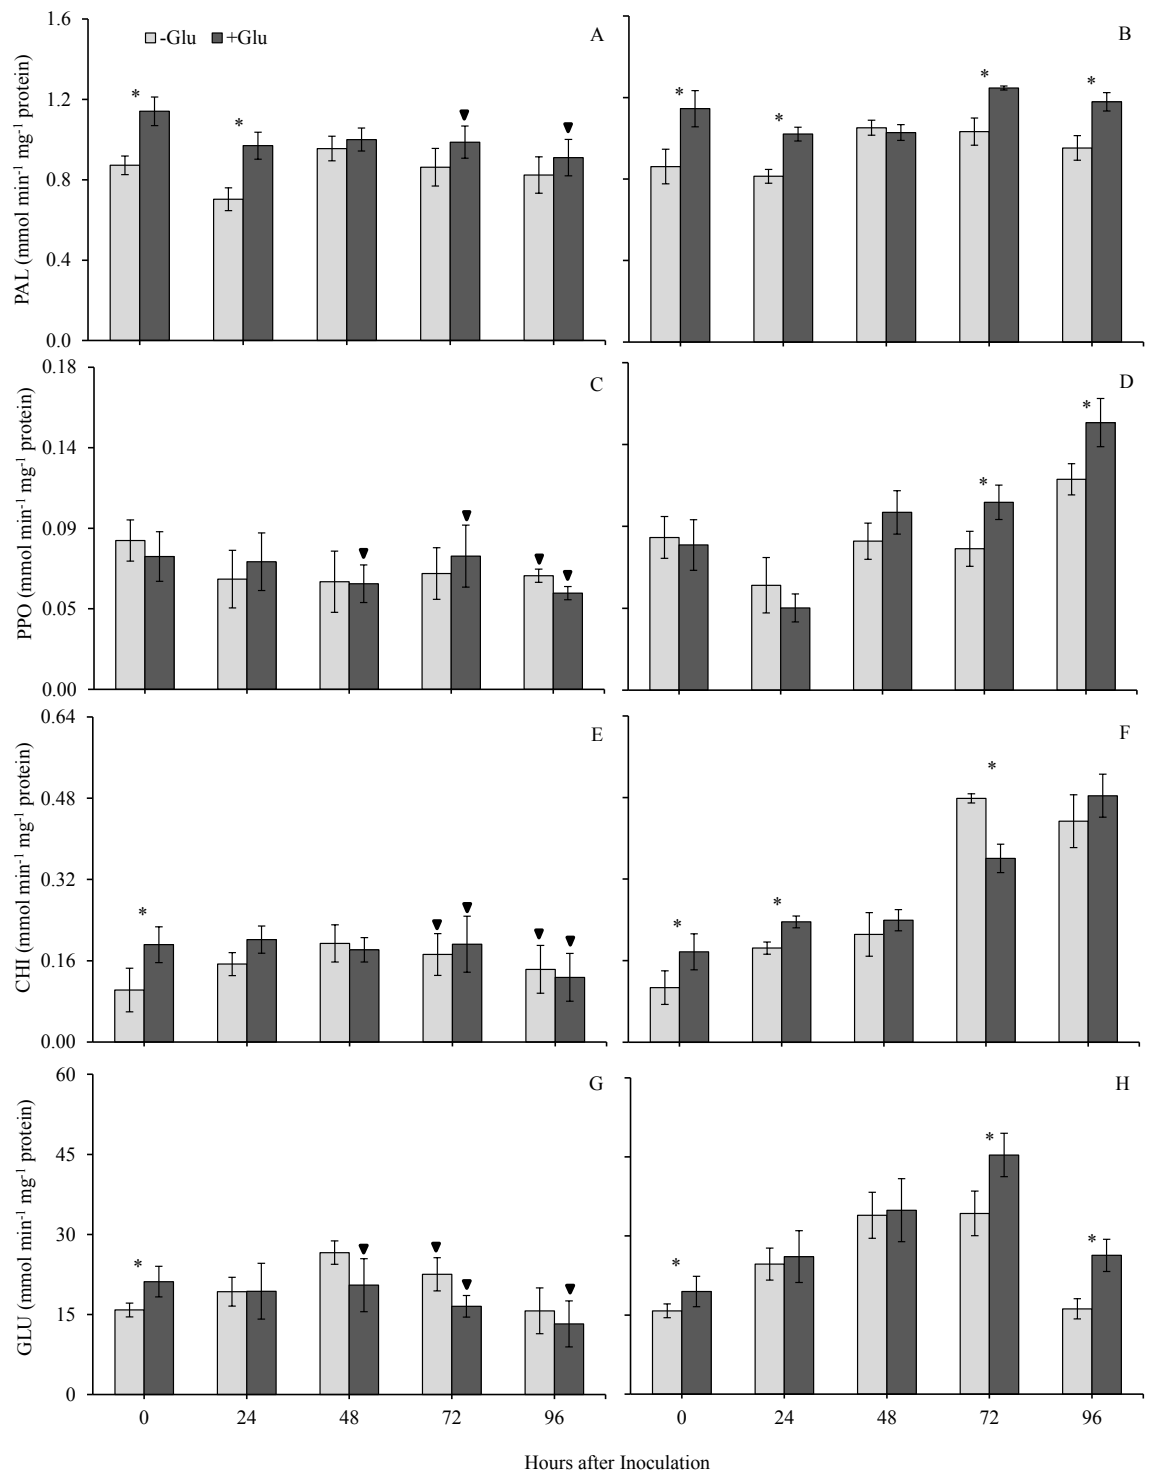 -Glu +Glu
A
B
PAL (mmol min-1 mg-1 protein)
1.6
1.2
0.8
0.4
0.0
* *
* * * *
C
D
PPO (mmol min-1 mg-1 protein)
0.18
0.14
0.09
0.05
0.00
* *
E
F
CHI (mmol min-1 mg-1 protein)
0.64
0.48
0.32
0.16
0.00
*
* * *
G
H
GLU (mmol min-1 mg-1 protein)
60
45
30
15
0
*
* * *
0 24 48 72 96
0 24 48 72 96
Hours after Inoculation